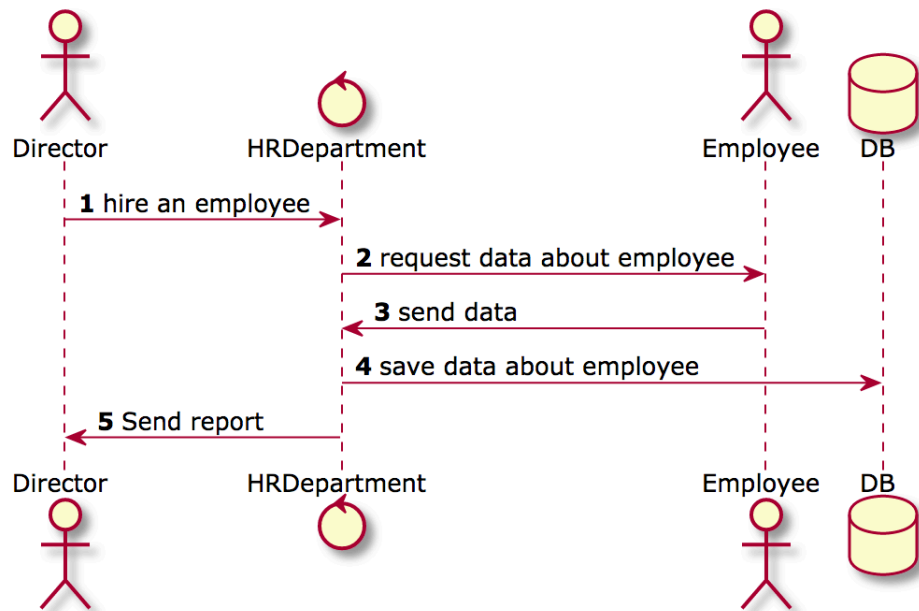 Director HRDepartment Employee DB
1 hire an employee
2 request data about employee
3 send data
4 save data about employee
5 Send report
Director HRDepartment Employee DB